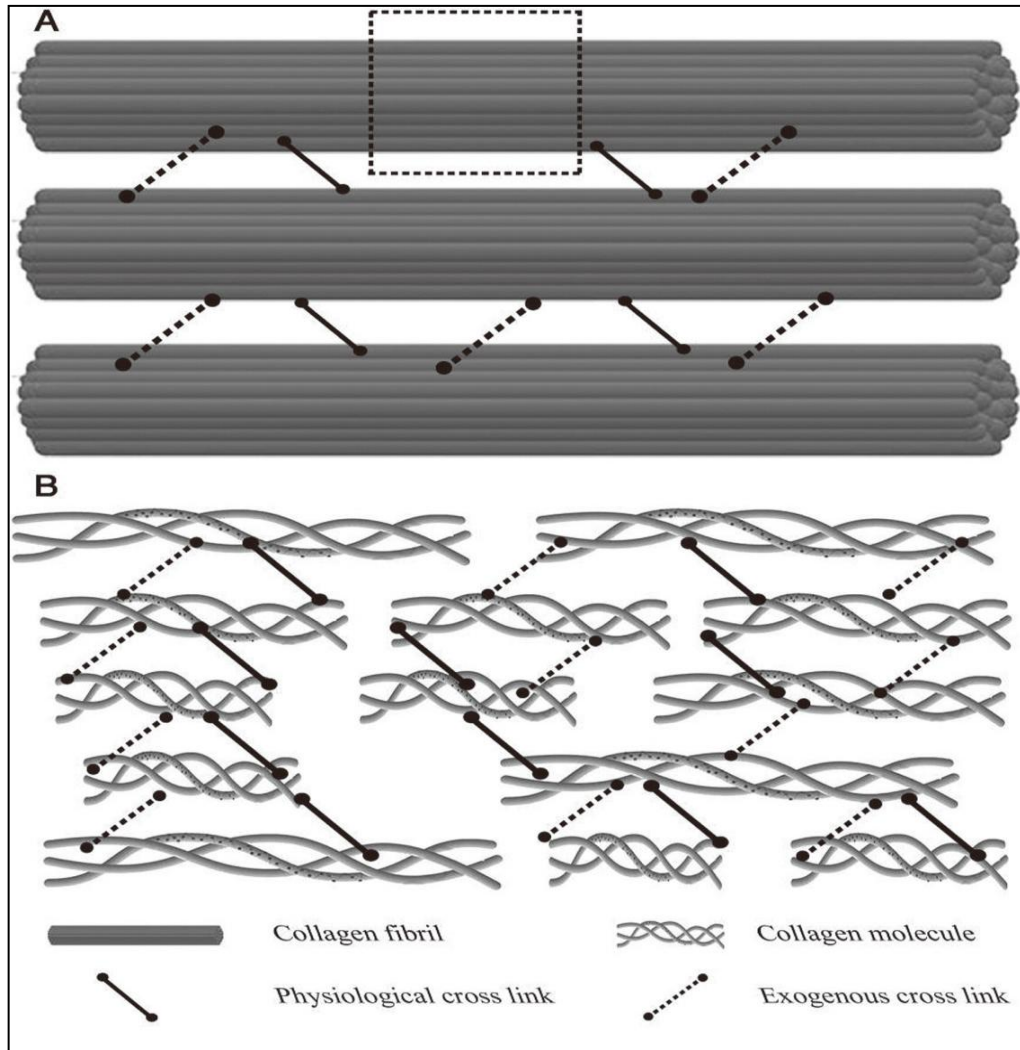 A
B
Collagen fibril
Collagen molecule
Physiological cross link
Exogenous cross link